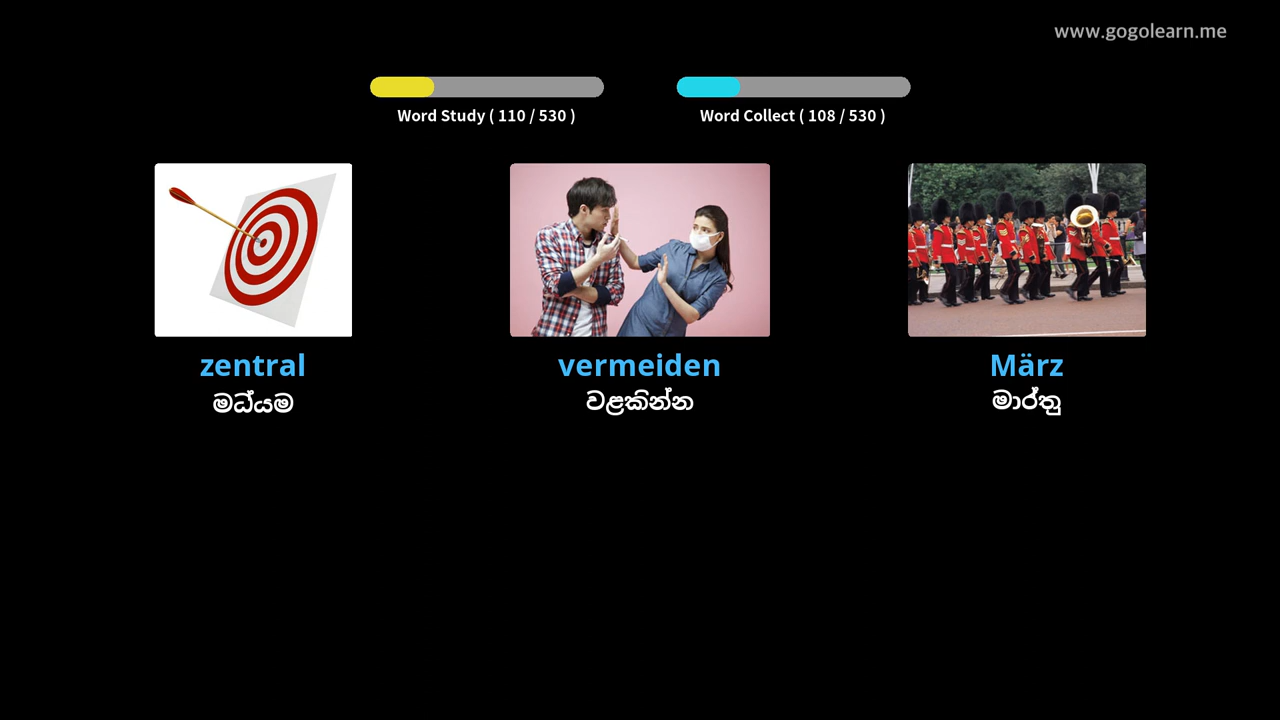 www.gogolearn.me
Word Study ( 110 / 530 )
Word Collect ( 108 / 530 )
zentral
මධ්යම
vermeiden
වළකින්න
März
මාර්තු